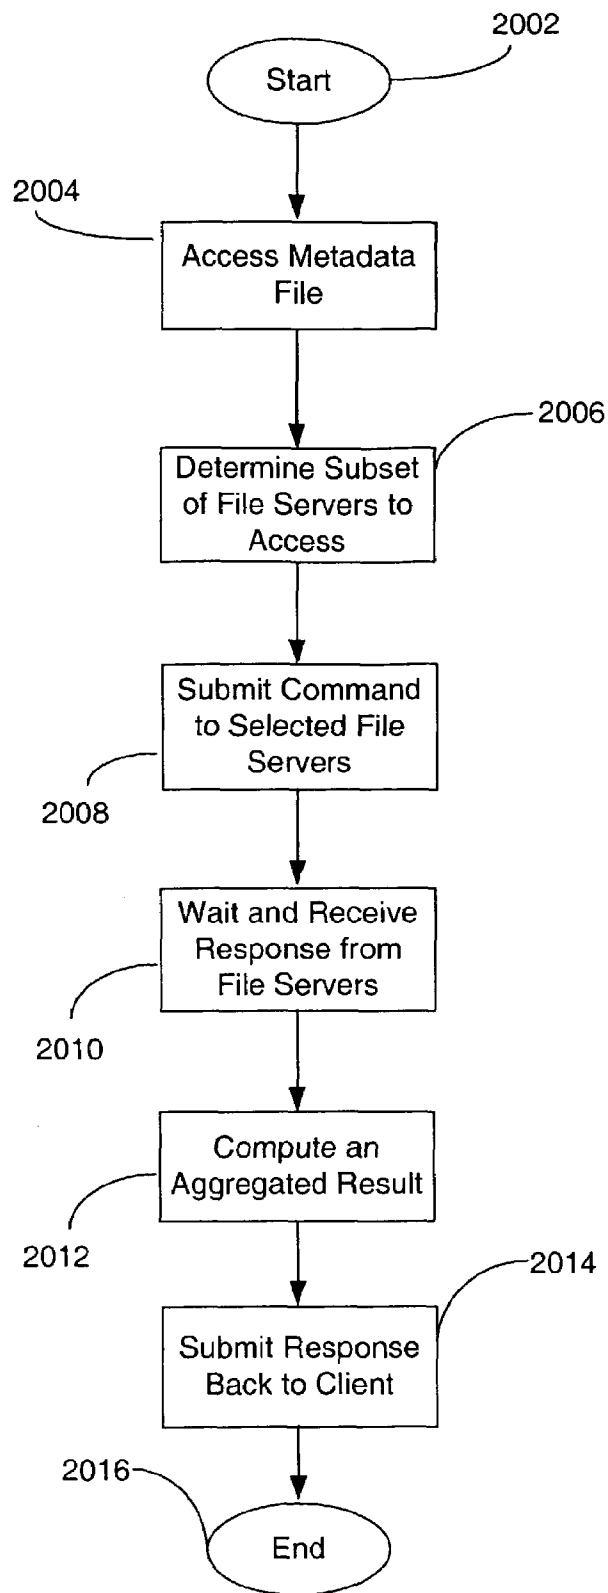 2002
Start
2004
Access Metadata
File
2006
Determine Subset
of File Servers to
Access
Submit Command
to Selected File
Servers
2008
Wait and Receive
Response from
File Servers
2010
Compute an
Aggregated Result
2012
2014
Submit Response
Back to Client
2016
End